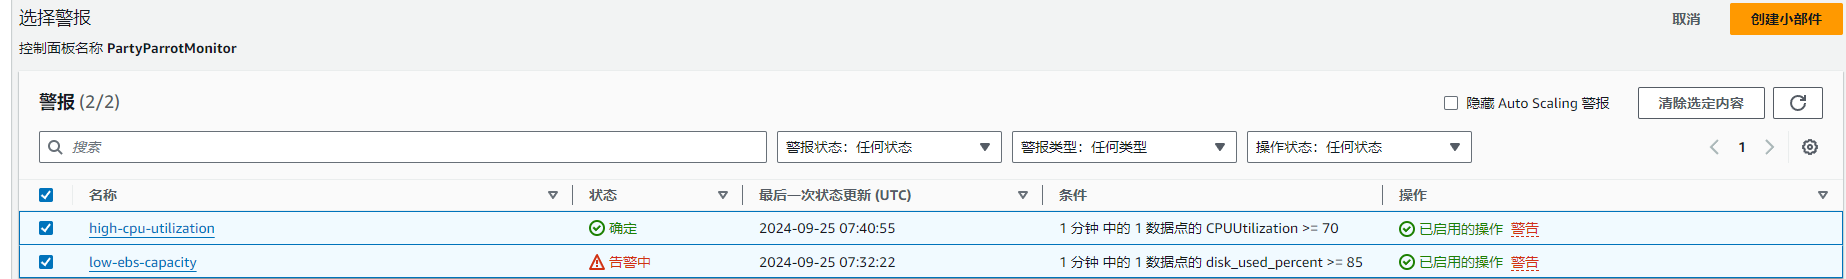 选择警报
取消
创建小部件
控制面板名称 PartyParrotMonitor
警报 (2/2)
隐藏 Auto Scaling 警报
清除选定内容
搜索
警报状态：任何状态
警报类型：任何类型
操作状态：任何状态
1
名称 状态 最后一次状态更新 (UTC) 条件 操作
high-cpu-utilization 确定 2024-09-25 07:40:55 1 分钟 中的 1 数据点的 CPUUtilization >= 70 已启用的操作 警告
low-ebs-capacity 告警中 2024-09-25 07:32:22 1 分钟 中的 1 数据点的 disk_used_percent >= 85 已启用的操作 警告